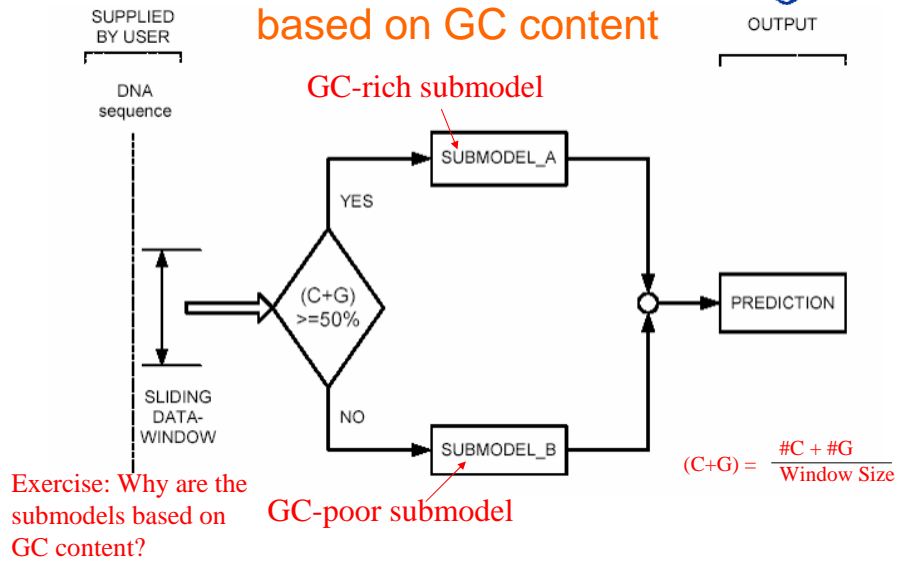 SUPPLIED
BY USER
based on GC content
OUTPUT
DNA
sequence
GC-rich submodel
SUBMODEL_A
YES
(C+G)
>=50%
PREDICTION
SLIDING
DATA-
WINDOW
NO
SUBMODEL_B
(C+G) = #C + #G
Window Size
Exercise: Why are the
submodels based on
GC content?
GC-poor submodel